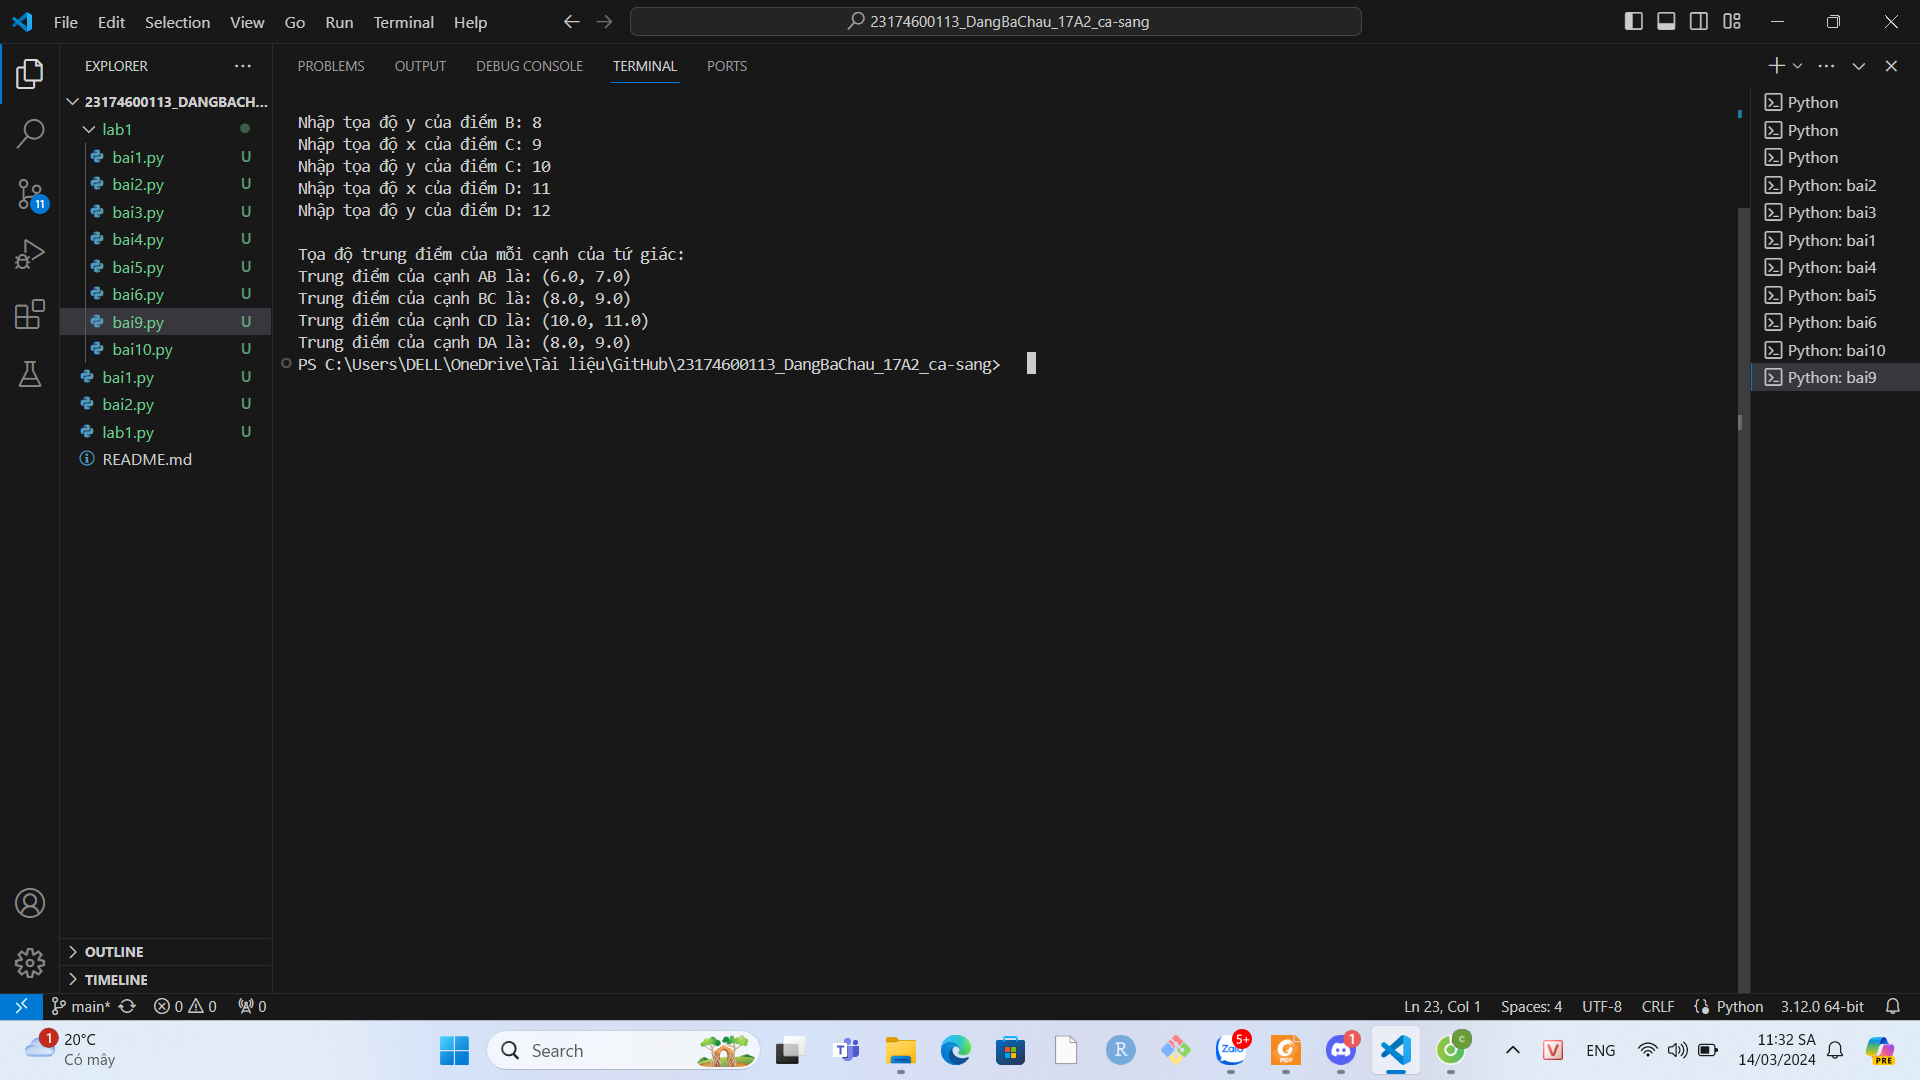 File Edit Selection View Go Run Terminal Help
23174600113_DangBaChau_17A2_ca-sang
EXPLORER
23174600113_DANGBACH...
lab1
bai1.py U
bai2.py U
bai3.py U
bai4.py U
bai5.py U
bai6.py U
bai9.py U
bai10.py U
bai1.py U
bai2.py U
lab1.py U
README.md
11
OUTLINE
TIMELINE
PROBLEMS OUTPUT DEBUG CONSOLE TERMINAL PORTS
Nhập tọa độ y của điểm B: 8
Nhập tọa độ x của điểm C: 9
Nhập tọa độ y của điểm C: 10
Nhập tọa độ x của điểm D: 11
Nhập tọa độ y của điểm D: 12
Tọa độ trung điểm của mỗi cạnh của tứ giác:
Trung điểm của cạnh AB là: (6.0, 7.0)
Trung điểm của cạnh BC là: (8.0, 9.0)
Trung điểm của cạnh CD là: (10.0, 11.0)
Trung điểm của cạnh DA là: (8.0, 9.0)
PS C:\Users\DELL\OneDrive\Tài liệu\GitHub\23174600113_DangBaChau_17A2_ca-sang>
Python
Python
Python
Python: bai2
Python: bai3
Python: bai1
Python: bai4
Python: bai5
Python: bai6
Python: bai10
Python: bai9
main* 0 0 0
Ln 23, Col 1 Spaces: 4 UTF-8 CRLF Python 3.12.0 64-bit
1
20°C
Có mây
Search
T
R
Zalo 5+
PDF
1
C
V
ENG
11:32 SA
14/03/2024
PRE